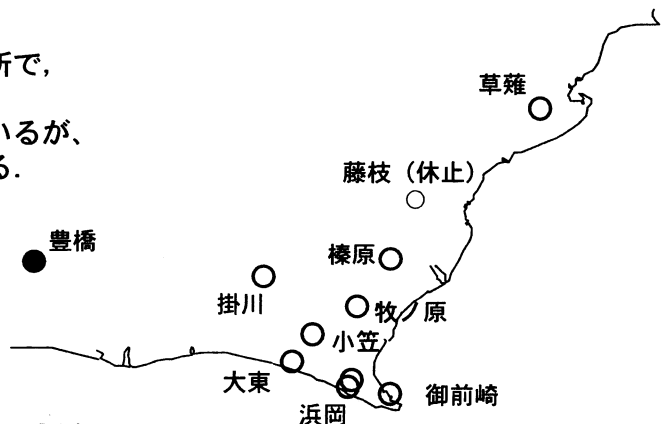 所で,
いるが、
る.
草薙
藤枝（休止）
豊橋
榛原
掛川
牧ノ原
小笠
大東
御前崎
浜岡